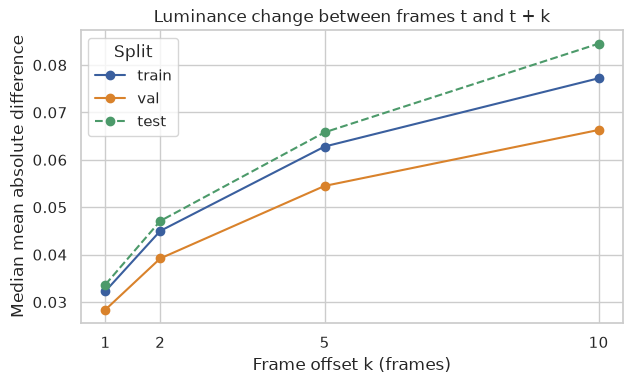 Luminance change between frames t and t + k
Median mean absolute difference
0.08
0.07
0.06
0.05
0.04
0.03
Split
train
val
test
1 2 5 10
Frame offset k (frames)